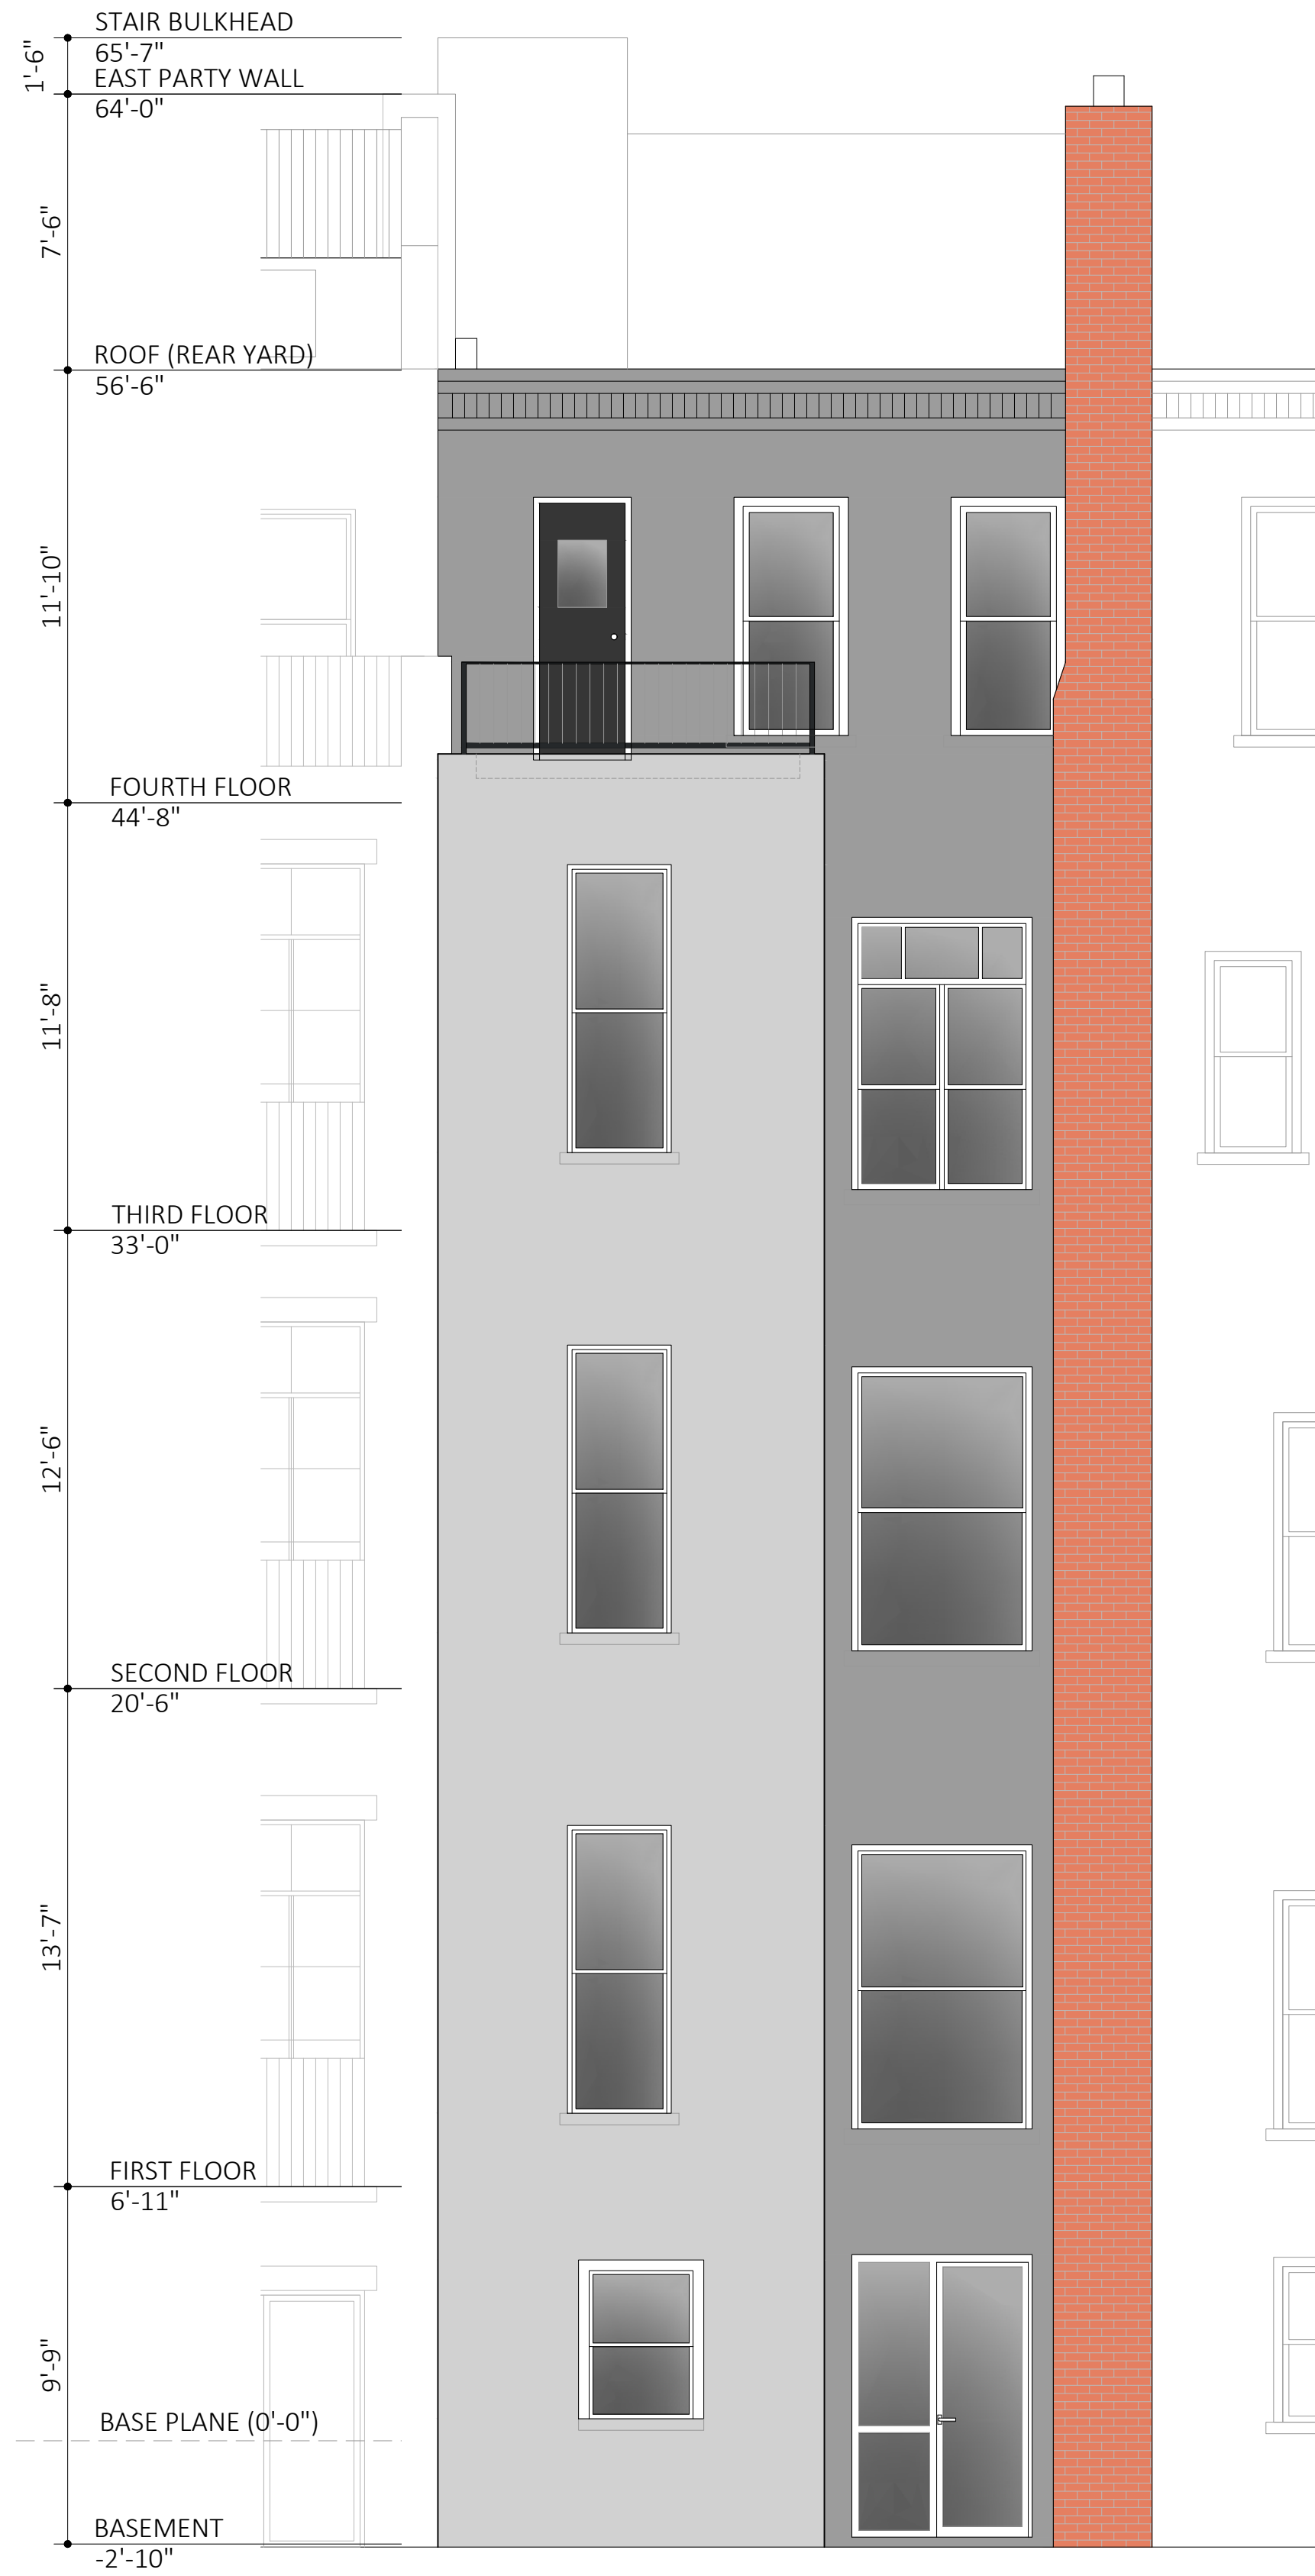 STAIR BULKHEAD
65'-7"
1'-6"
EAST PARTY WALL
64'-0"
7'-6"
ROOF (REAR YARD)
56'-6"
11'-10"
FOURTH FLOOR
44'-8"
11'-8"
THIRD FLOOR
33'-0"
12'-6"
SECOND FLOOR
20'-6"
13'-7"
FIRST FLOOR
6'-11"
9'-9"
BASE PLANE (0'-0")
BASEMENT
-2'-10"